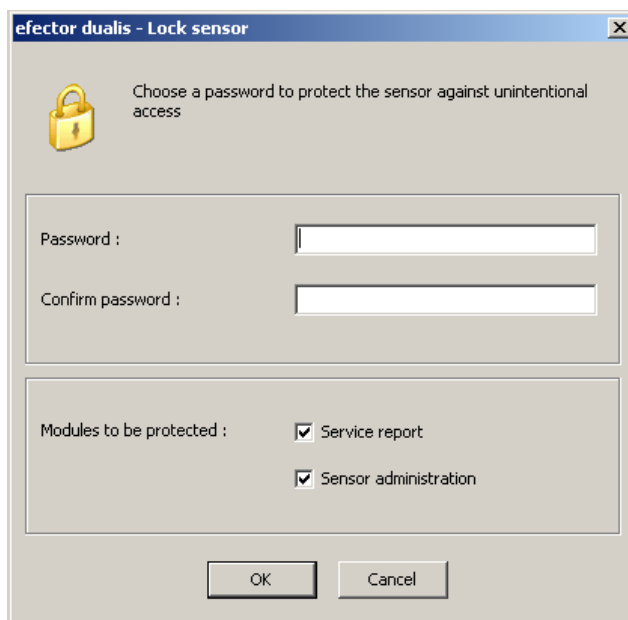 efector dualis - Lock sensor
Choose a password to protect the sensor against unintentional
access
Password :
Confirm password :
Modules to be protected :
Service report
Sensor administration
OK
Cancel